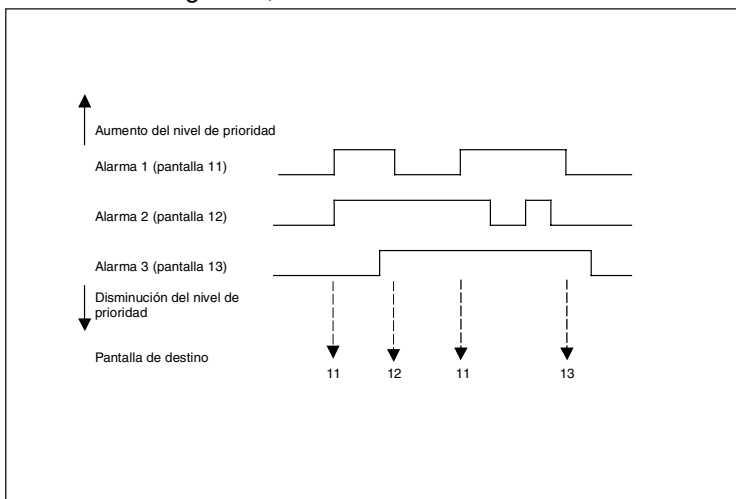 Aumento del nivel de prioridad
Alarma 1 (pantalla 11)
Alarma 2 (pantalla 12)
Alarma 3 (pantalla 13)
Disminución del nivel de
prioridad
Pantalla de destino
11 12 11 13